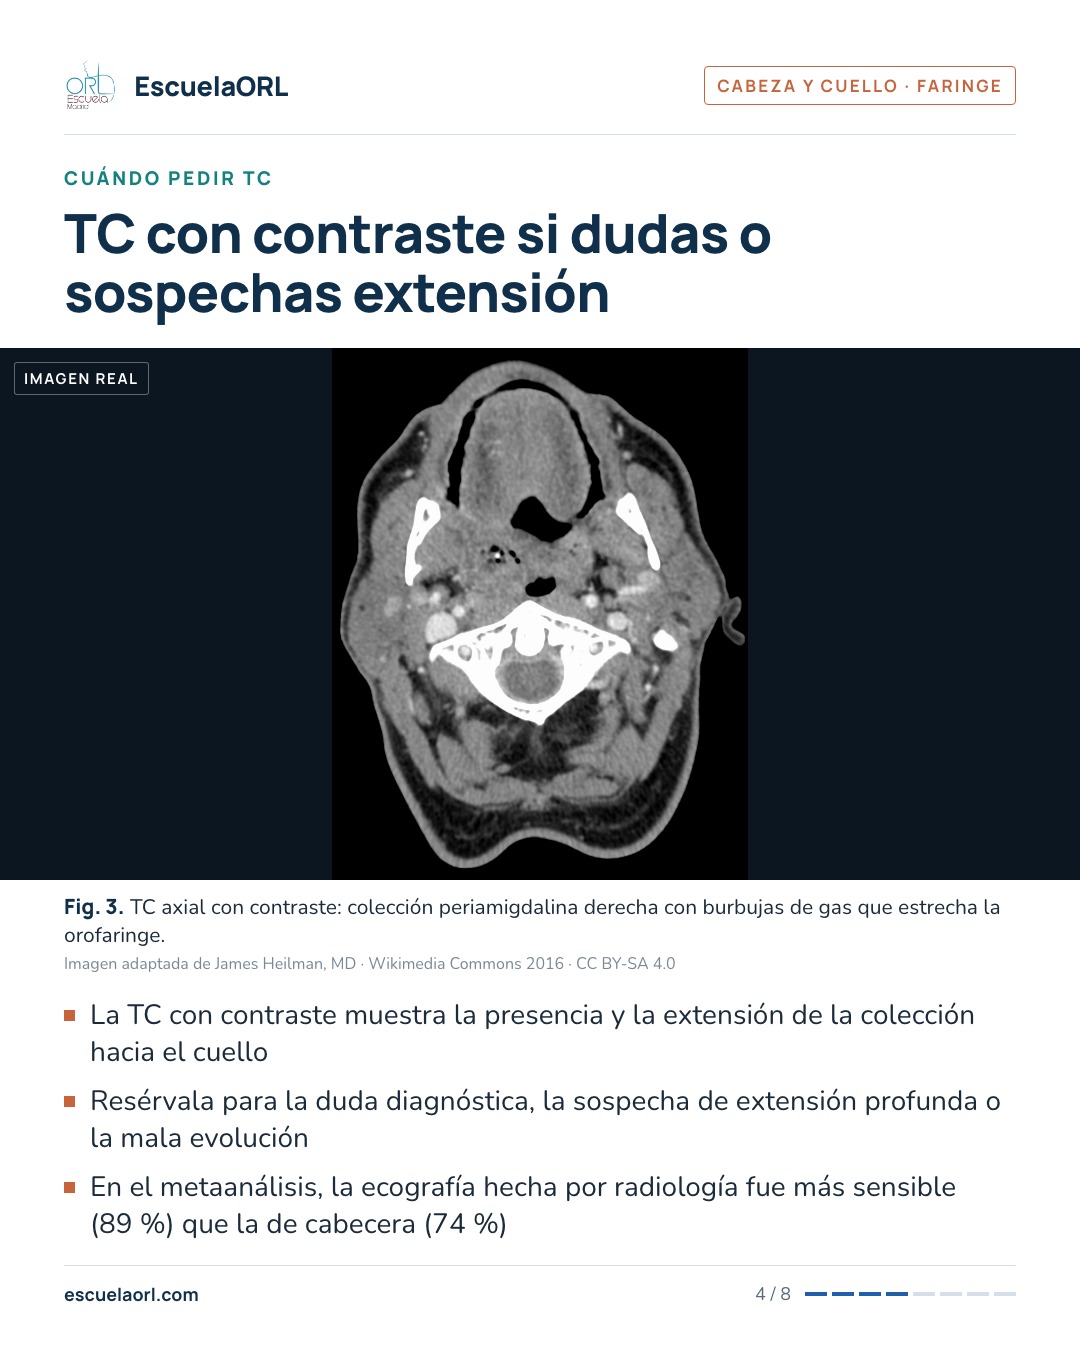 ORL
Escuela
Madrid
EscuelaORL
CABEZA Y CUELLO · FARINGE
CUÁNDO PEDIR TC
TC con contraste si dudas o
sospechas extensión
IMAGEN REAL
Fig. 3. TC axial con contraste: colección periamigdalina derecha con burbujas de gas que estrecha la
orofaringe.
Imagen adaptada de James Heilman, MD · Wikimedia Commons 2016 · CC BY-SA 4.0
La TC con contraste muestra la presencia y la extensión de la colección
hacia el cuello
Resérvala para la duda diagnóstica, la sospecha de extensión profunda o
la mala evolución
En el metaanálisis, la ecografía hecha por radiología fue más sensible
(89 %) que la de cabecera (74 %)
escuelaorl.com
4 / 8